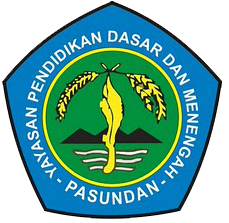 YAYASAN PENDIDIKAN DASAR DAN MENENGAH
- PASUNDAN -